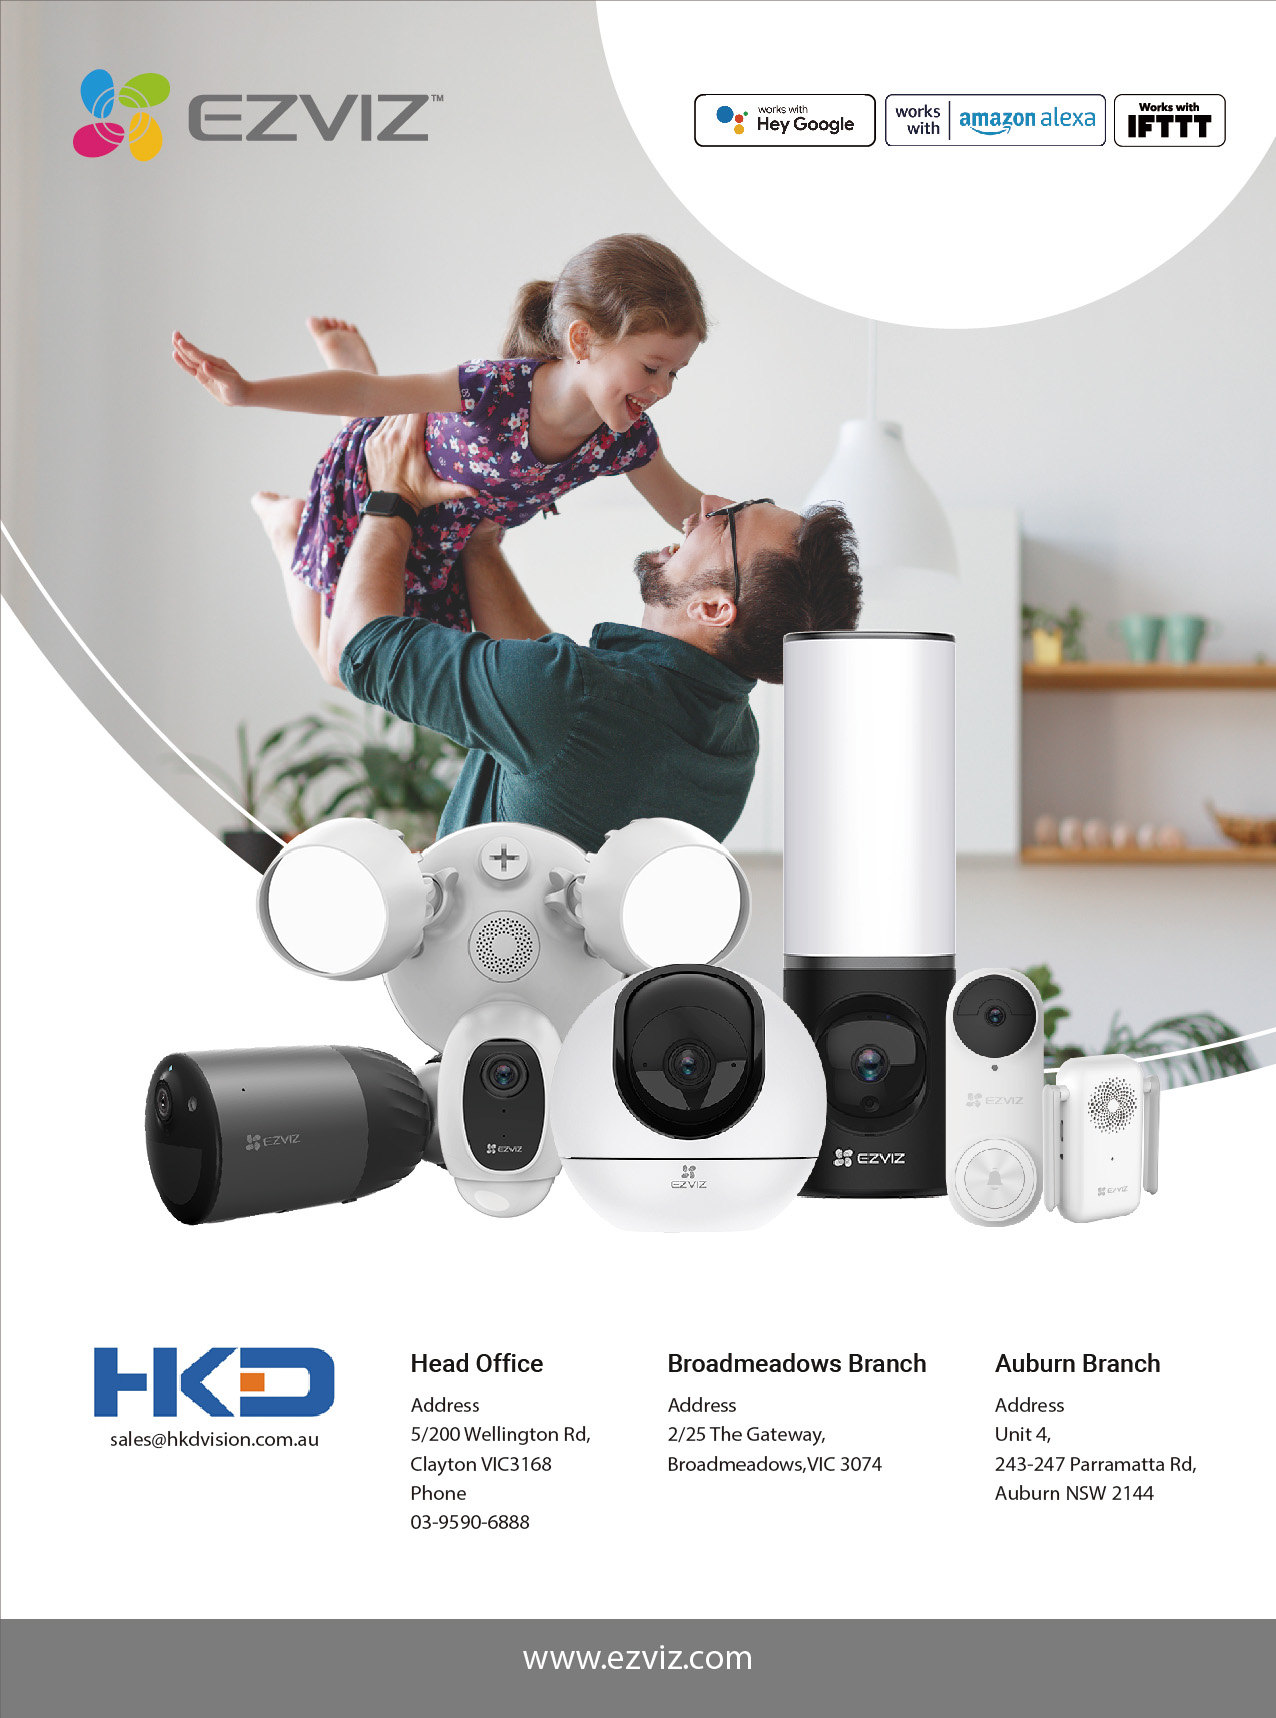 EZVIZ™
works with
Hey Google
works
with
amazon alexa
Works with
IFTTT
EZVIZ
EZVIZ
EZVIZ
EZVIZ
EZVIZ
EZVIZ
HKD
sales@hkdvision.com.au
Head Office
Address
5/200 Wellington Rd,
Clayton VIC3168
Phone
03-9590-6888
Broadmeadows Branch
Address
2/25 The Gateway,
Broadmeadows,VIC 3074
Auburn Branch
Address
Unit 4,
243-247 Parramatta Rd,
Auburn NSW 2144
www.ezviz.com